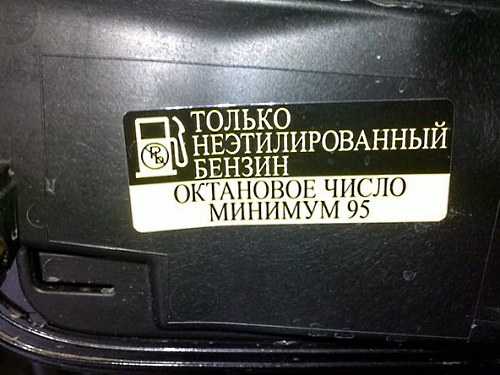 ТОЛЬКО
НЕЭТИЛИРОВАННЫЙ
БЕНЗИН
ОКТАНОВОЕ ЧИСЛО
МИНИМУМ 95